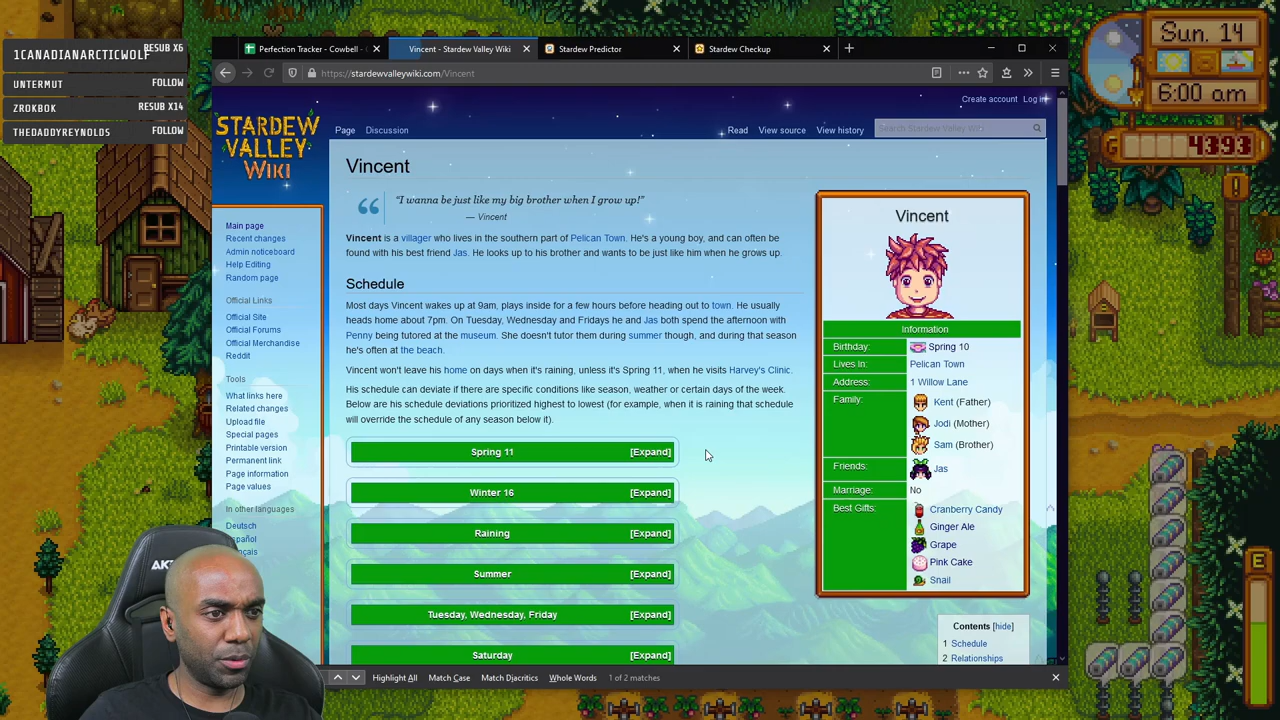 1CANADIANARCTICWOLF RESUB X6
UNTERMUT FOLLOW
ZROKBOK RESUB X14
THEDADDYREYNOLDS FOLLOW
Perfection Tracker - Cowbell -
Vincent - Stardew Valley Wiki
Stardew Predictor
Stardew Checkup
https://stardewvalleywiki.com/Vincent
Sun. 14
6:00 am
4393
E
Create account Log in
STARDEW
VALLEY
WIKI
Page Discussion Read View source View history
Search Stardew Valley Wiki
Main page
Recent changes
Admin noticeboard
Help Editing
Random page
Official Links
Official Site
Official Forums
Official Merchandise
Reddit
Tools
What links here
Related changes
Upload file
Special pages
Printable version
Permanent link
Page information
Page values
In other languages
Deutsch
Vincent
“I wanna be just like my big brother when I grow up!”
— Vincent
Vincent is a villager who lives in the southern part of Pelican Town. He's a young boy, and can often be
found with his best friend Jas. He looks up to his brother and wants to be just like him when he grows up.
Schedule
Most days Vincent wakes up at 9am, plays inside for a few hours before heading out to town. He usually
heads home about 7pm. On Tuesday, Wednesday and Fridays he and Jas both spend the afternoon with
Penny being tutored at the museum. She doesn't tutor them during summer though, and during that season
he's often at the beach.
Vincent won't leave his home on days when it's raining, unless it's Spring 11, when he visits Harvey's Clinic.
His schedule can deviate if there are specific conditions like season, weather or certain days of the week.
Below are his schedule deviations prioritized highest to lowest (for example, when it is raining that schedule
will override the schedule of any season below it).
Spring 11 [Expand]
Winter 16 [Expand]
Raining [Expand]
Summer [Expand]
Tuesday, Wednesday, Friday [Expand]
Saturday [Expand]
Vincent
Information
Birthday: Spring 10
Lives In: Pelican Town
Address: 1 Willow Lane
Family: Kent (Father)
Jodi (Mother)
Sam (Brother)
Friends: Jas
Marriage: No
Best Gifts: Cranberry Candy
Ginger Ale
Grape
Pink Cake
Snail
Contents [hide]
1 Schedule
2 Relationships
Highlight All Match Case Match Diacritics Whole Words 1 of 2 matches